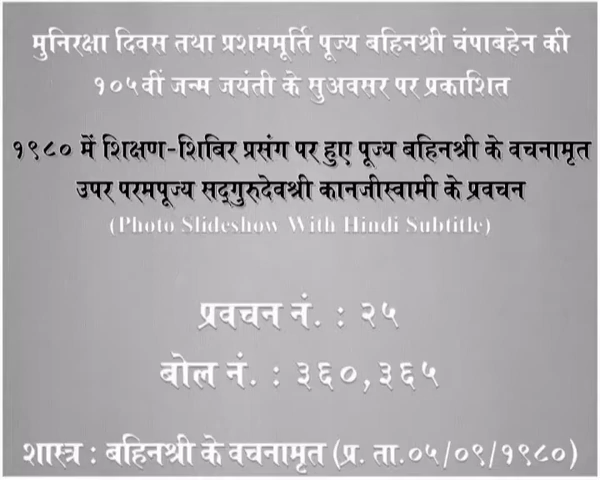 मुनिरक्षा दिवस तथा प्रशममूर्ति पूज्य बहिनश्री चंपाबहेन की
१०५वीं जन्म जयंती के सुअवसर पर प्रकाशित
१९८० में शिक्षण-शिबिर प्रसंग पर हुए पूज्य बहिनश्री के वचनामृत
उपर परमपूज्य सद्गुरुदेवश्री कानजीस्वामी के प्रवचन
(Photo Slideshow With Hindi Subtitle)
प्रवचन नं. : २५
बोल नं. : ३६०,३६५
शास्त्र : बहिनश्री के वचनामृत (प्र. ता.०५/०९/१९८०)